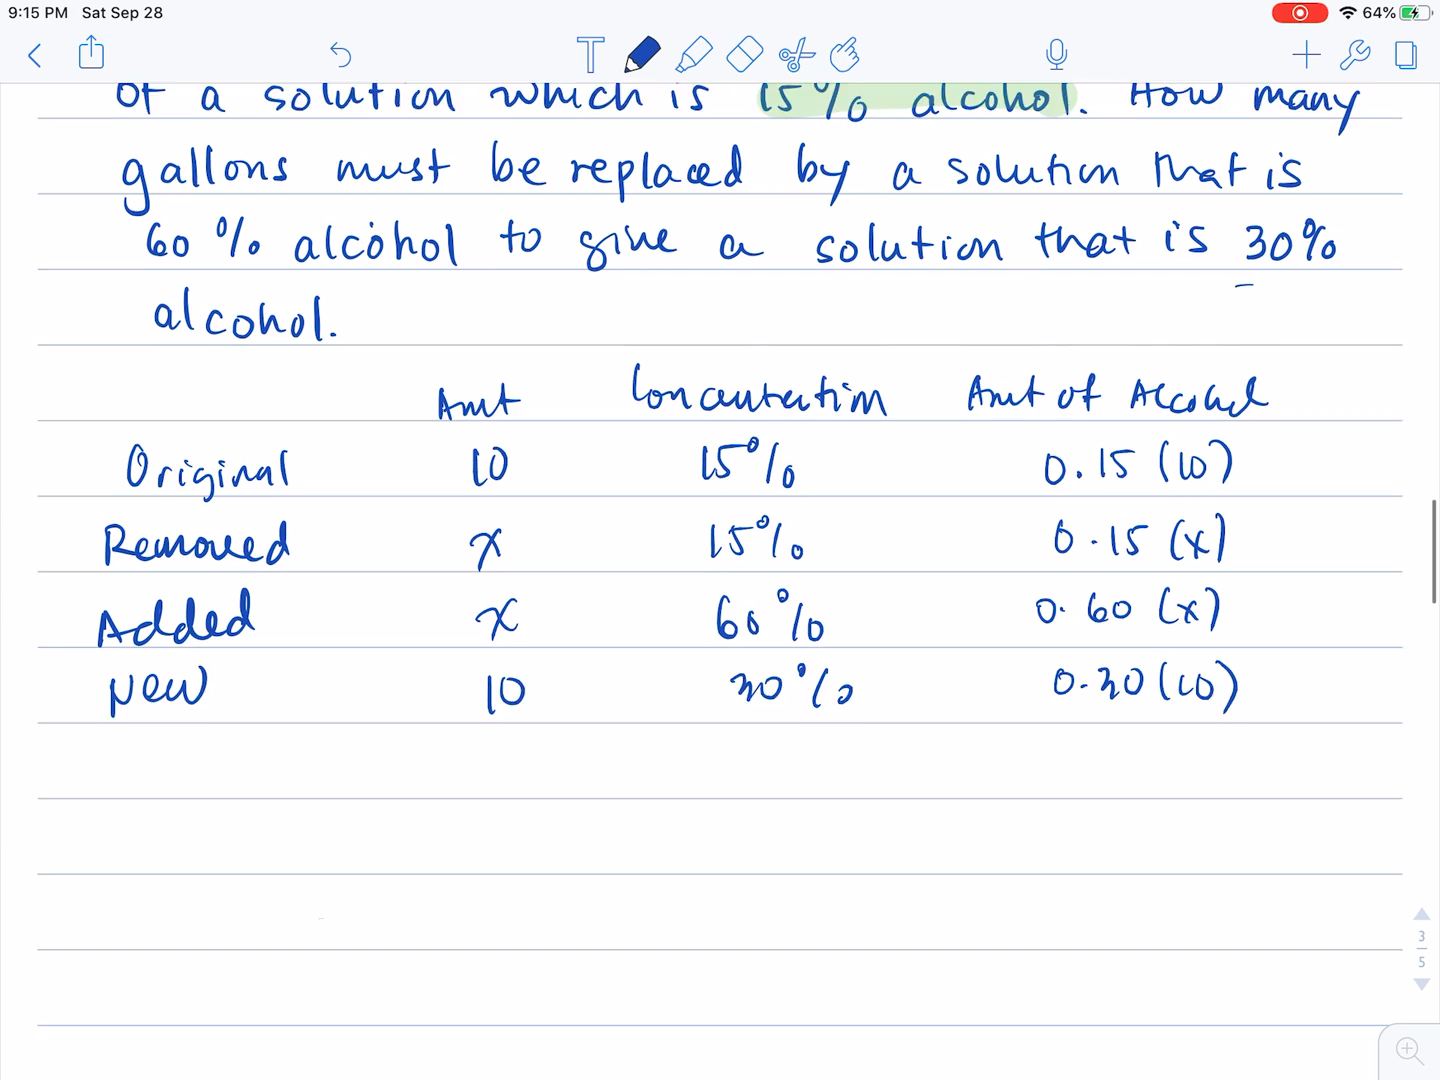 9:15 PM Sat Sep 28 64%
T
of a solution which is 15% alcohol. How many
gallons must be replaced by a solution that is
60% alcohol to give a solution that is 30%
alcohol.
Amt Concentration Amt of Alcohol
Original 10 15% 0.15 (10)
Removed x 15% 0.15 (x)
Added x 60% 0.60 (x)
New 10 30% 0.30 (10)
3
5